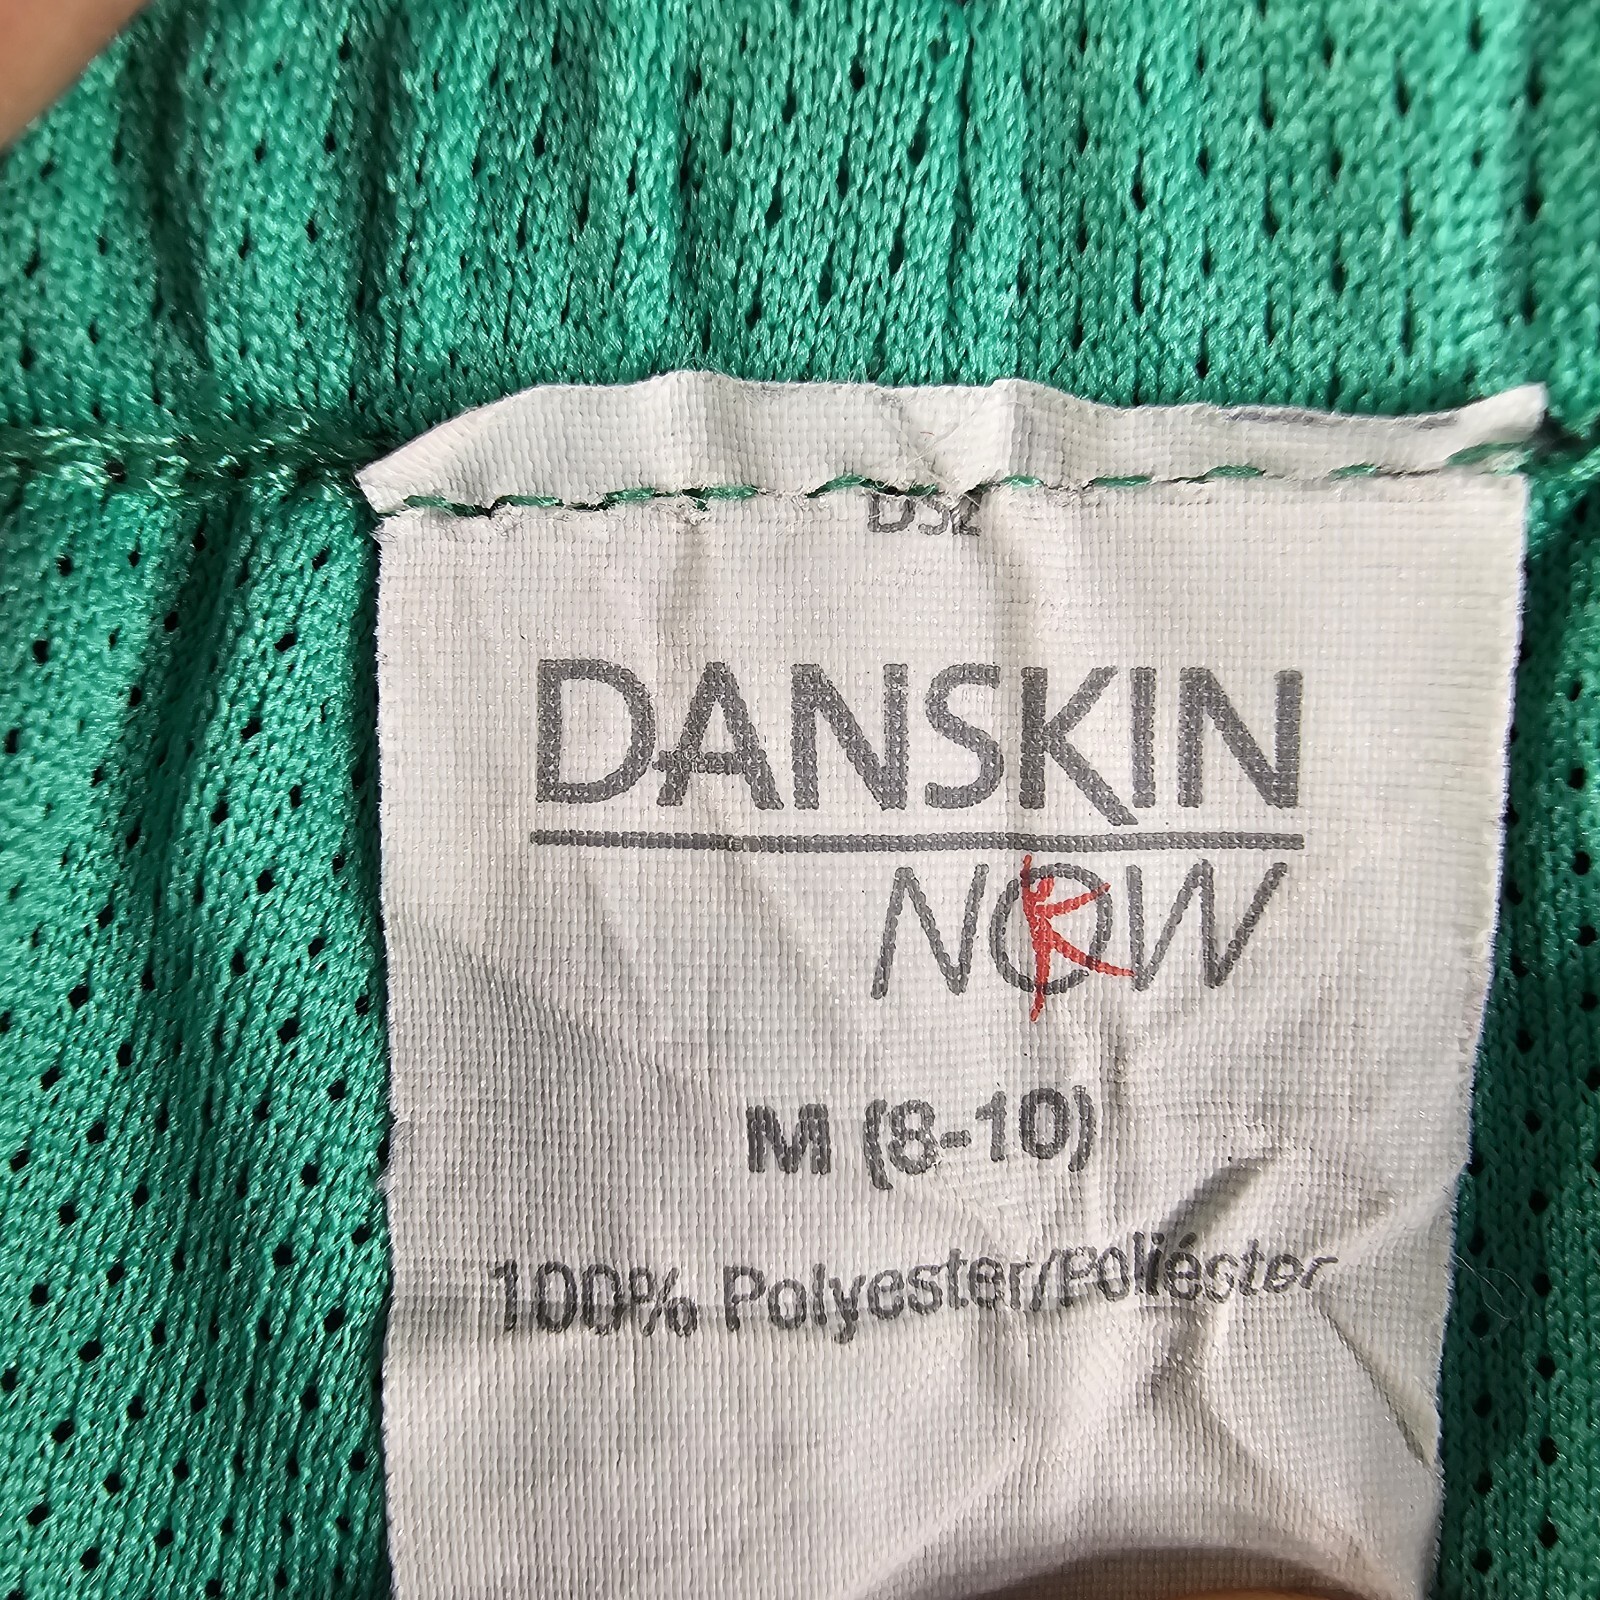 DANSKIN
NOW
M (8-10)
100% Polyester/Poliéster